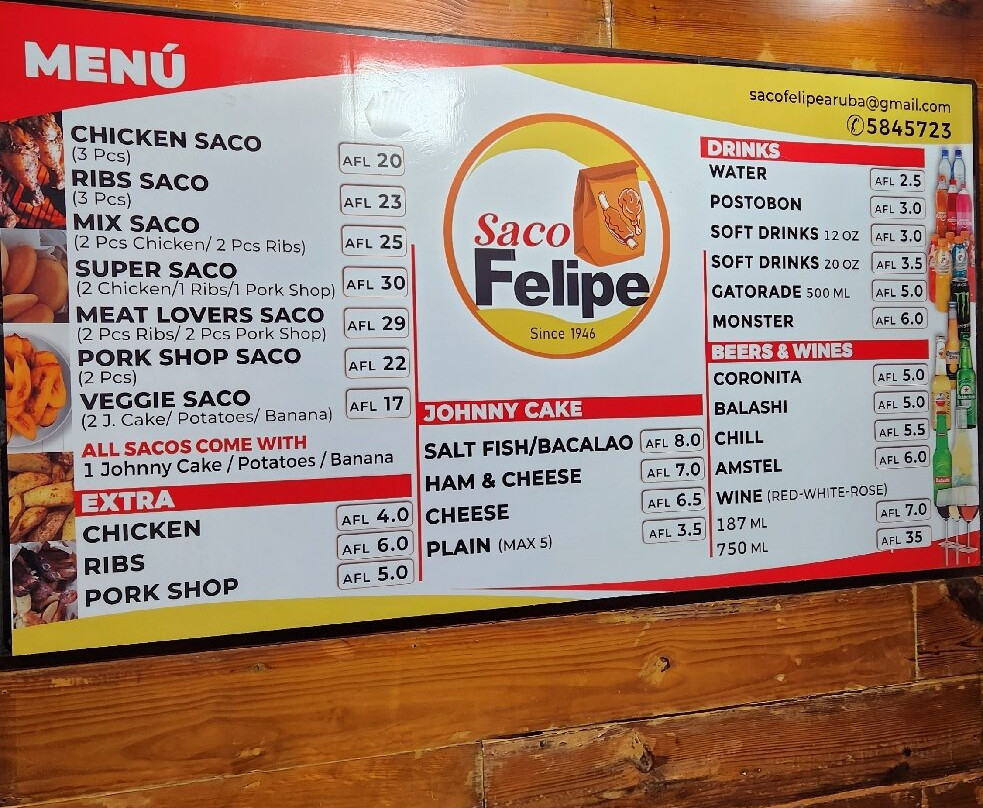 MENÚ
sacofelipearuba@gmail.com
✆5845723
CHICKEN SACO
(3 Pcs)
AFL 20
RIBS SACO
(3 Pcs)
AFL 23
MIX SACO
(2 Pcs Chicken/ 2 Pcs Ribs)
AFL 25
SUPER SACO
(2 Chicken/1 Ribs/1 Pork Shop)
AFL 30
MEAT LOVERS SACO
(2 Pcs Ribs/ 2 Pcs Pork Shop)
AFL 29
PORK SHOP SACO
(2 Pcs)
AFL 22
VEGGIE SACO
(2 J. Cake/ Potatoes/ Banana)
AFL 17
ALL SACOS COME WITH
1 Johnny Cake / Potatoes / Banana
EXTRA
CHICKEN AFL 4.0
RIBS AFL 6.0
PORK SHOP AFL 5.0
Saco
Felipe
Since 1946
JOHNNY CAKE
SALT FISH/BACALAO AFL 8.0
HAM & CHEESE AFL 7.0
CHEESE AFL 6.5
PLAIN (MAX 5) AFL 3.5
DRINKS
WATER AFL 2.5
POSTOBON AFL 3.0
SOFT DRINKS 12 OZ AFL 3.0
SOFT DRINKS 20 OZ AFL 3.5
GATORADE 500 ML AFL 5.0
MONSTER AFL 6.0
BEERS & WINES
CORONITA AFL 5.0
BALASHI AFL 5.0
CHILL AFL 5.5
AMSTEL AFL 6.0
WINE (RED-WHITE-ROSE)
187 ML AFL 7.0
750 ML AFL 35